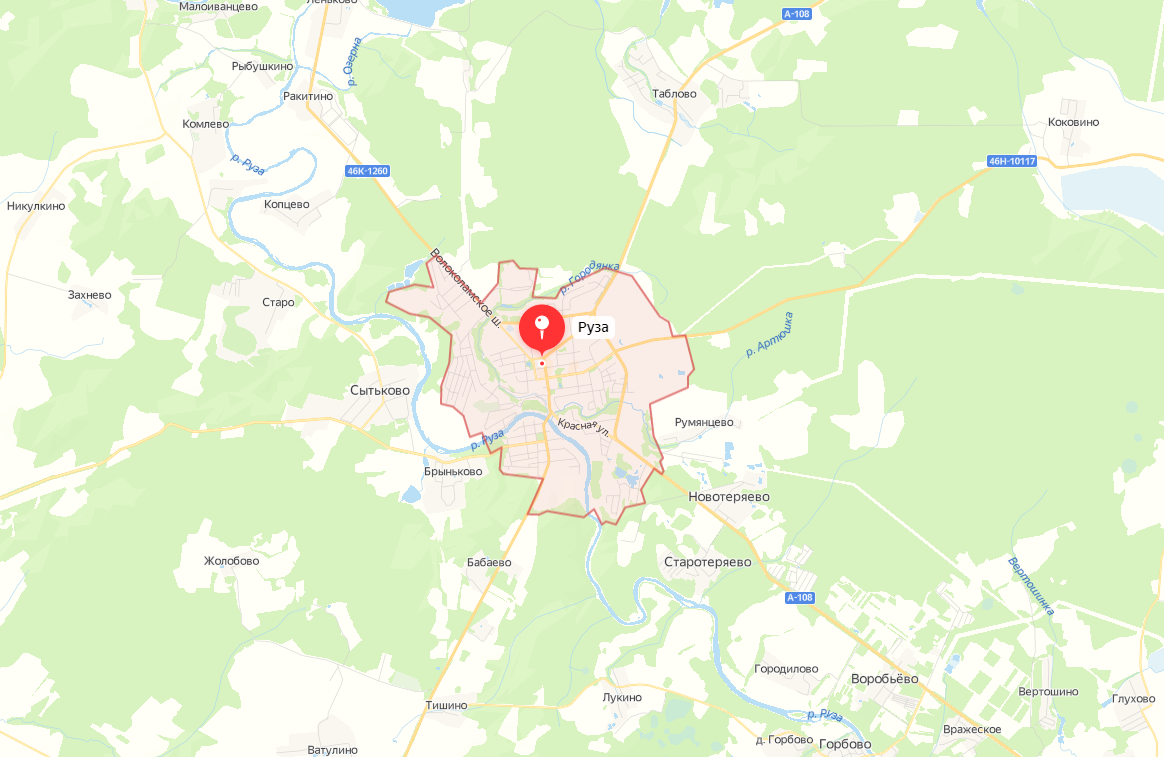 Малоиванцево
Леньково
А-108
р. Озерна
Рыбушкино
Ракитино
Таблово
Комлево
Коковино
р. Руза
46К-1260
46Н-10117
Никулкино
Копцево
Волоколамское ш.
р. Городянка
Захнево
Старо
Руза
р. Артюшка
Сытьково
Румянцево
Красная ул.
р. Руза
Брыньково
Новотеряево
Жолобово
Бабаево
Старотеряево
Вертошинка
А-108
Городилово
Воробьёво
Лукино
Вертошино
Глухово
Тишино
р. Руза
Вражеское
д. Горбово
Горбово
Ватулино